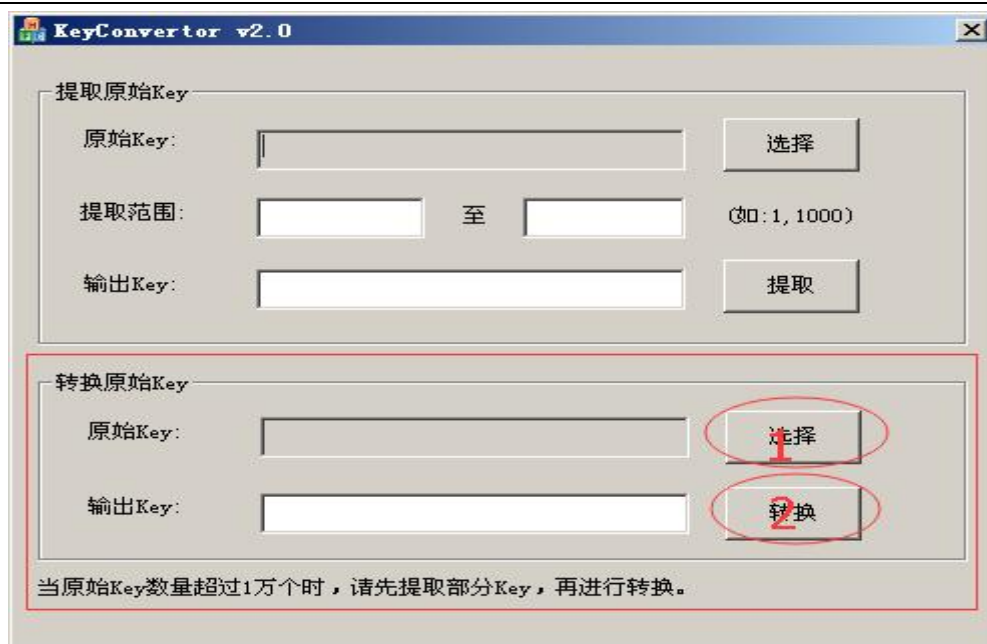 KeyConvertor v2.0
提取原始Key
原始Key: 选择
提取范围: 至 (如:1,1000)
输出Key: 提取
转换原始Key
原始Key: 选择 1
输出Key: 转换 2
当原始Key数量超过1万个时，请先提取部分Key，再进行转换。